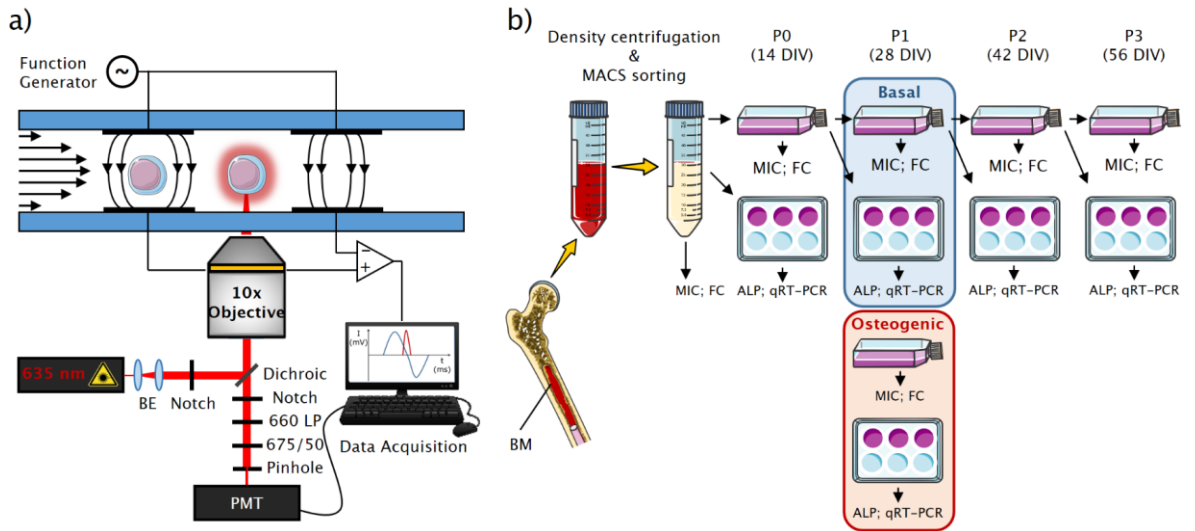 a)
Function
Generator
~
−
+
10x
Objective
I
(mV)
t
(ms)
635 nm
BE
Notch
Dichroic
Notch
660 LP
675/50
Pinhole
PMT
Data Acquisition
b)
Density centrifugation
&
MACS sorting
P0
(14 DIV)
P1
(28 DIV)
P2
(42 DIV)
P3
(56 DIV)
Basal
MIC; FC
MIC; FC
MIC; FC
MIC; FC
MIC; FC
ALP; qRT-PCR
ALP; qRT-PCR
ALP; qRT-PCR
ALP; qRT-PCR
Osteogenic
MIC; FC
ALP; qRT-PCR
BM